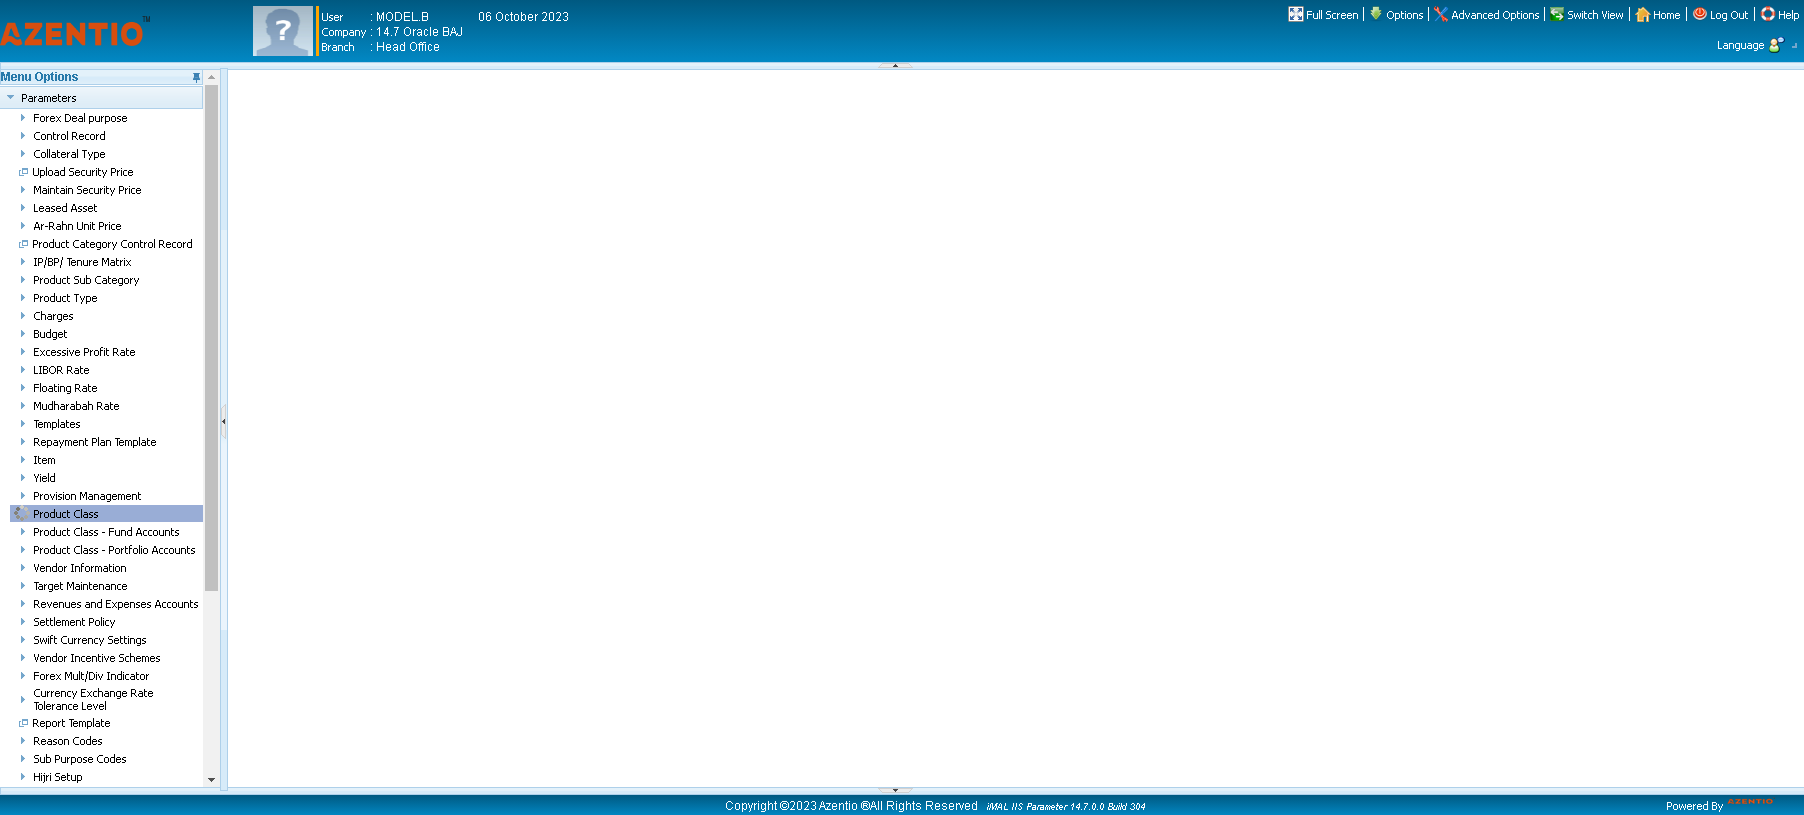 AZENTIO™
User : MODEL.B 06 October 2023
Company : 14.7 Oracle BAJ
Branch : Head Office
Full Screen | Options | Advanced Options | Switch View | Home | Log Out | Help
Language
Menu Options
Parameters
Forex Deal purpose
Control Record
Collateral Type
Upload Security Price
Maintain Security Price
Leased Asset
Ar-Rahn Unit Price
Product Category Control Record
IP/BP/ Tenure Matrix
Product Sub Category
Product Type
Charges
Budget
Excessive Profit Rate
LIBOR Rate
Floating Rate
Mudharabah Rate
Templates
Repayment Plan Template
Item
Yield
Provision Management
Product Class
Product Class - Fund Accounts
Product Class - Portfolio Accounts
Vendor Information
Target Maintenance
Revenues and Expenses Accounts
Settlement Policy
Swift Currency Settings
Vendor Incentive Schemes
Forex Mult/Div Indicator
Currency Exchange Rate
Tolerance Level
Report Template
Reason Codes
Sub Purpose Codes
Hijri Setup
Copyright ©2023 Azentio ®All Rights Reserved iMAL IIS Parameter 14.7.0.0 Build 304
Powered By AZENTIO